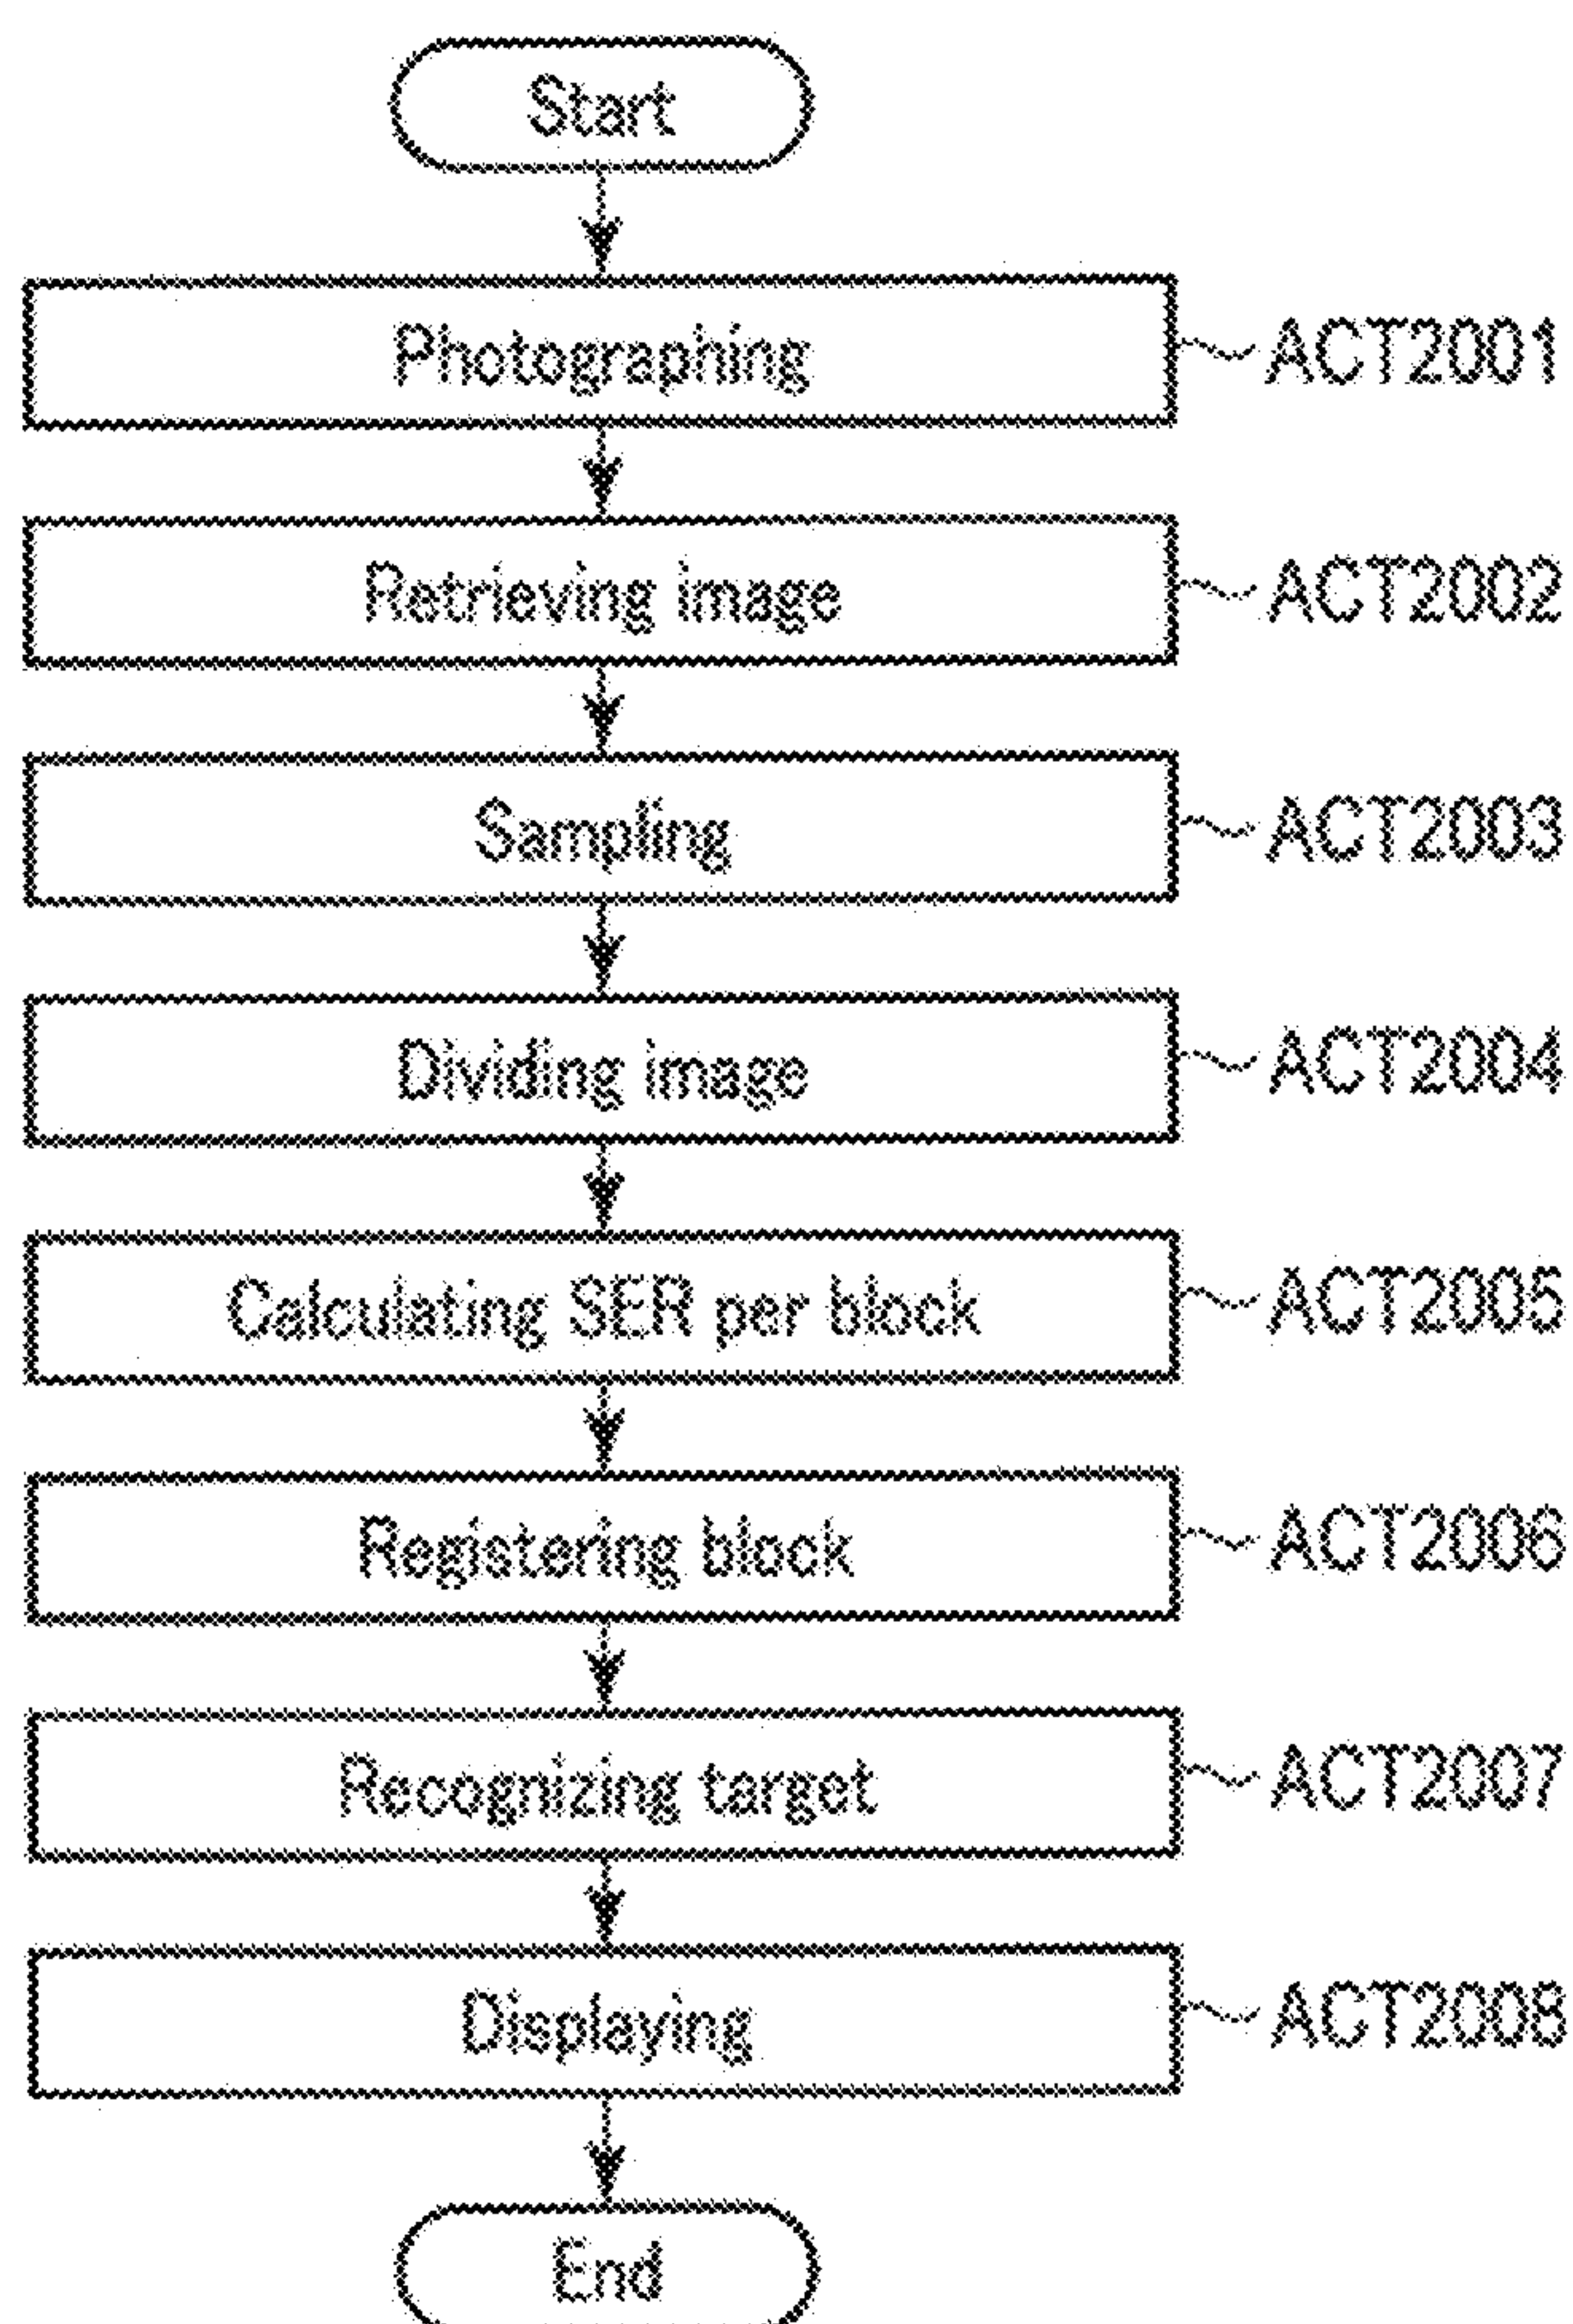 Start
Photographing
ACT2001
Retrieving image
ACT2002
Sampling
ACT2003
Dividing image
ACT2004
Calculating SER per block
ACT2005
Registering block
ACT2006
Recognizing target
ACT2007
Displaying
ACT2008
End